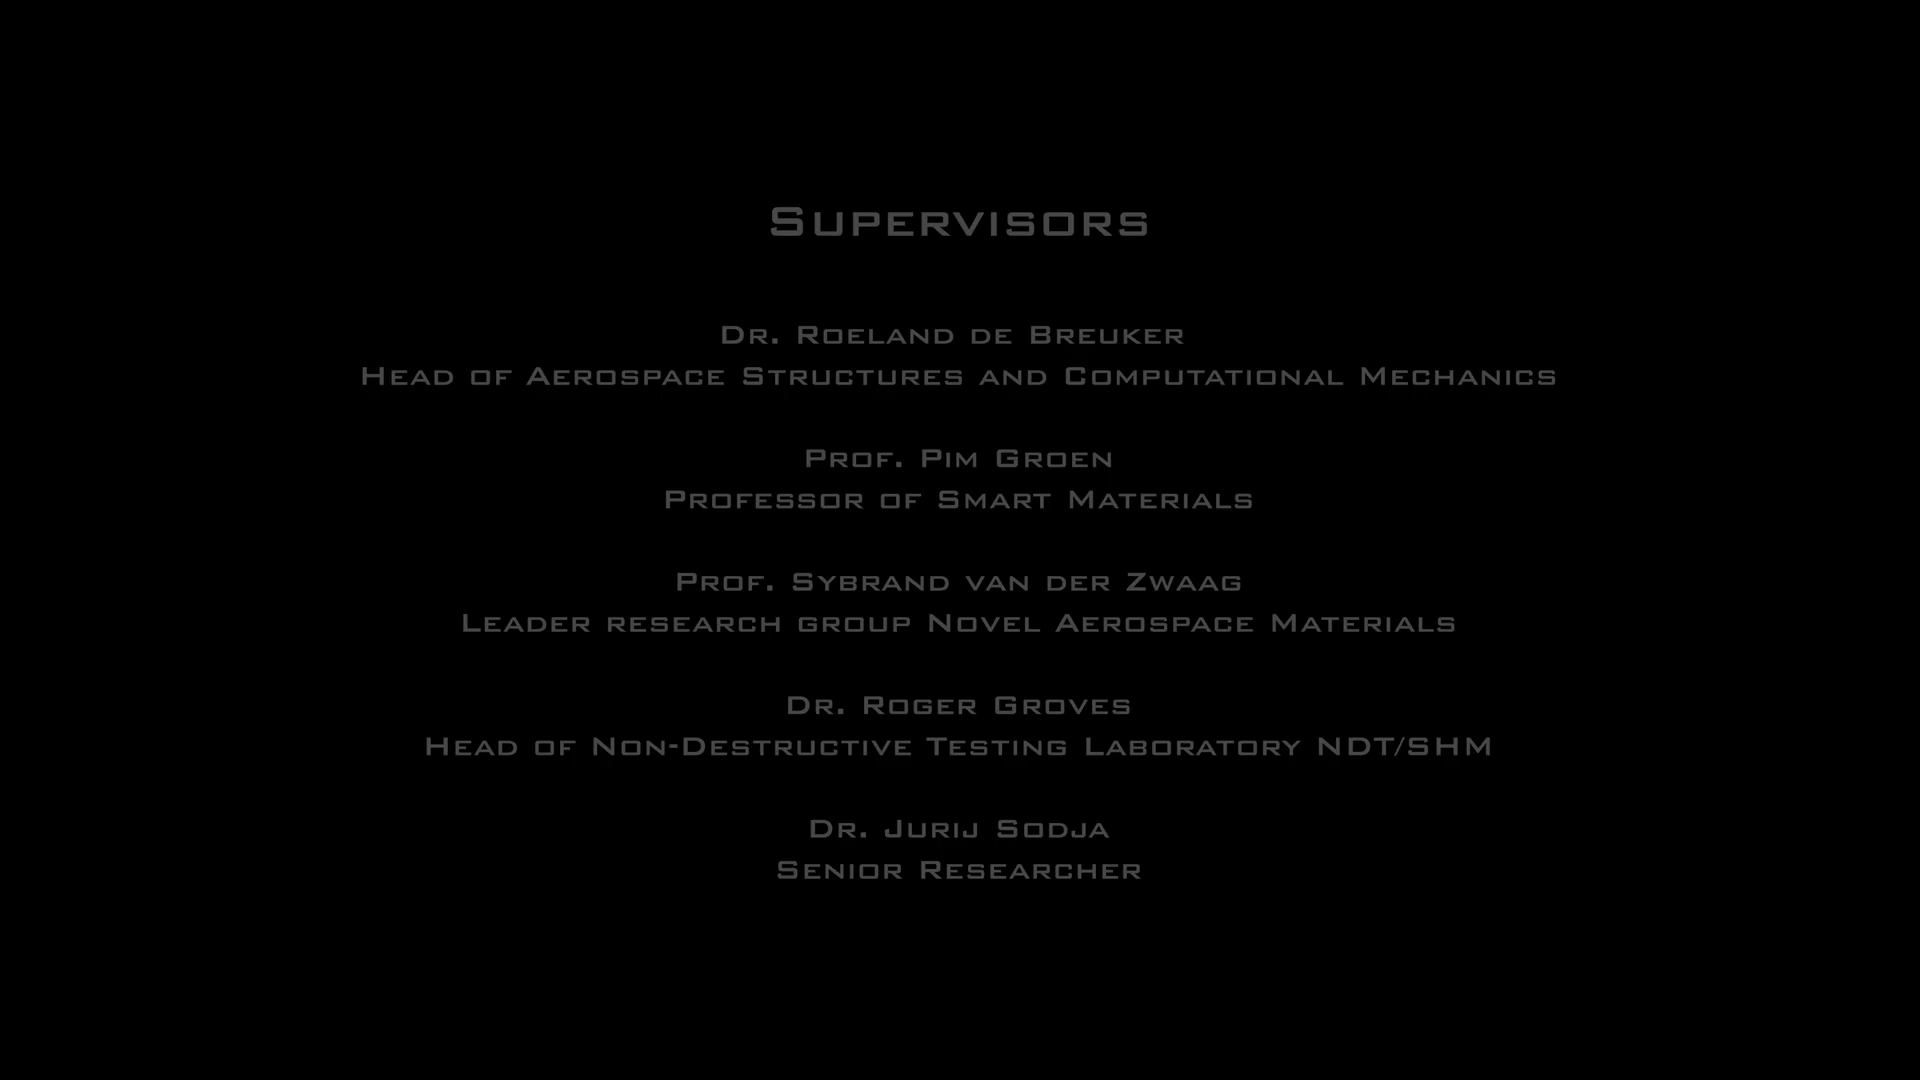 Supervisors
Dr. Roeland de Breuker
Head of Aerospace Structures and Computational Mechanics
Prof. Pim Groen
Professor of Smart Materials
Prof. Sybrand van der Zwaag
Leader research group Novel Aerospace Materials
Dr. Roger Groves
Head of Non-Destructive Testing Laboratory NDT/SHM
Dr. Jurij Sodja
Senior Researcher